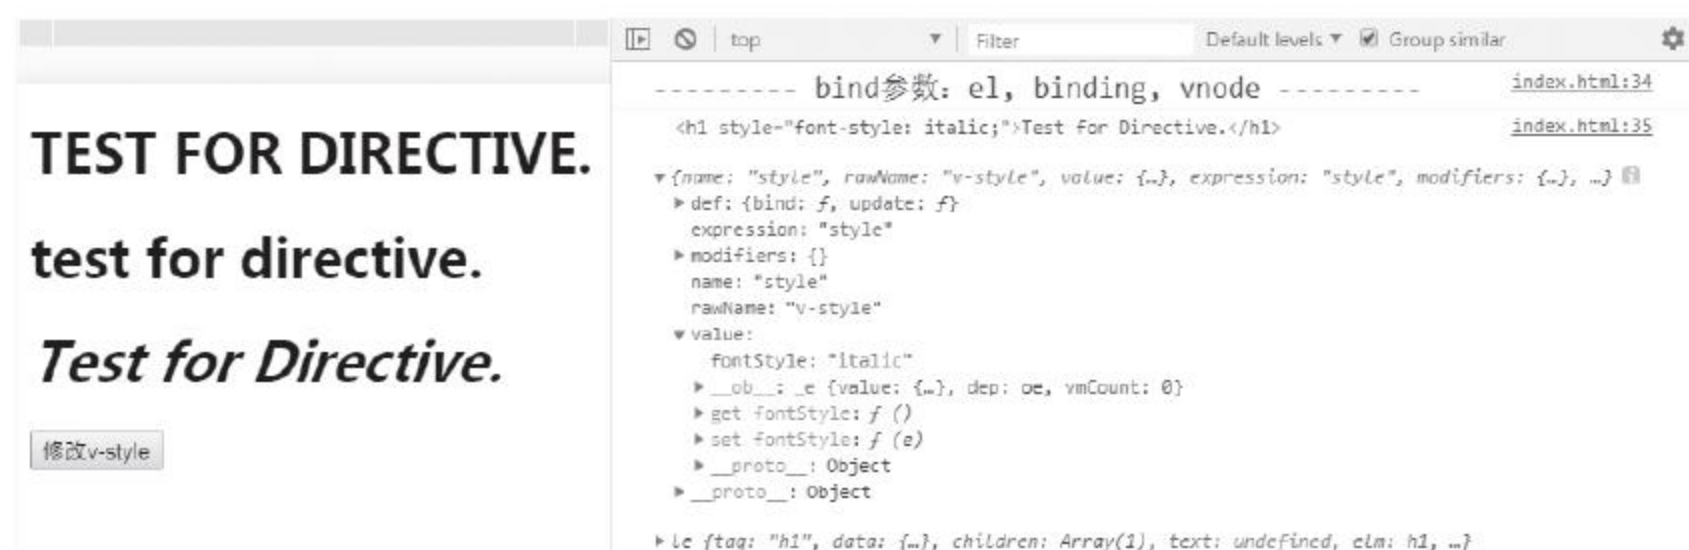 TEST FOR DIRECTIVE.
test for directive.
Test for Directive.
修改v-style
top ▼ Filter Default levels ▼ Group similar
--------- bind参数: el, binding, vnode --------- index.html:34
<h1 style="font-style: italic;">Test for Directive.</h1> index.html:35
▼{name: "style", rawName: "v-style", value: {…}, expression: "style", modifiers: {…}, …}
▶def: {bind: ƒ, update: ƒ}
expression: "style"
▶modifiers: {}
name: "style"
rawName: "v-style"
▼value:
fontStyle: "italic"
▶__ob__: _e {value: {…}, dep: oe, vmCount: 0}
▶get fontStyle: ƒ ()
▶set fontStyle: ƒ (e)
▶__proto__: Object
▶__proto__: Object
▶le {tag: "h1", data: {…}, children: Array(1), text: undefined, elm: h1, …}